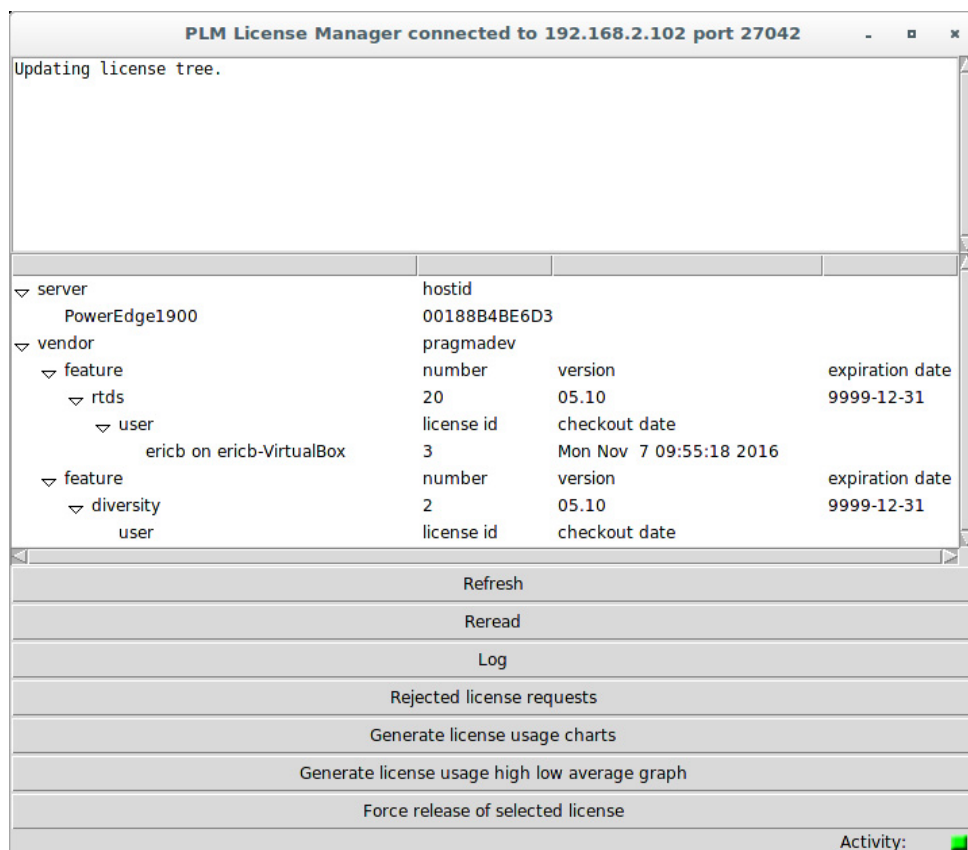 PLM License Manager connected to 192.168.2.102 port 27042
Updating license tree.
server hostid
PowerEdge1900 00188B4BE6D3
vendor pragmadev
feature number version expiration date
rtds 20 05.10 9999-12-31
user license id checkout date
ericb on ericb-VirtualBox 3 Mon Nov 7 09:55:18 2016
feature number version expiration date
diversity 2 05.10 9999-12-31
user license id checkout date
Refresh
Reread
Log
Rejected license requests
Generate license usage charts
Generate license usage high low average graph
Force release of selected license
Activity: